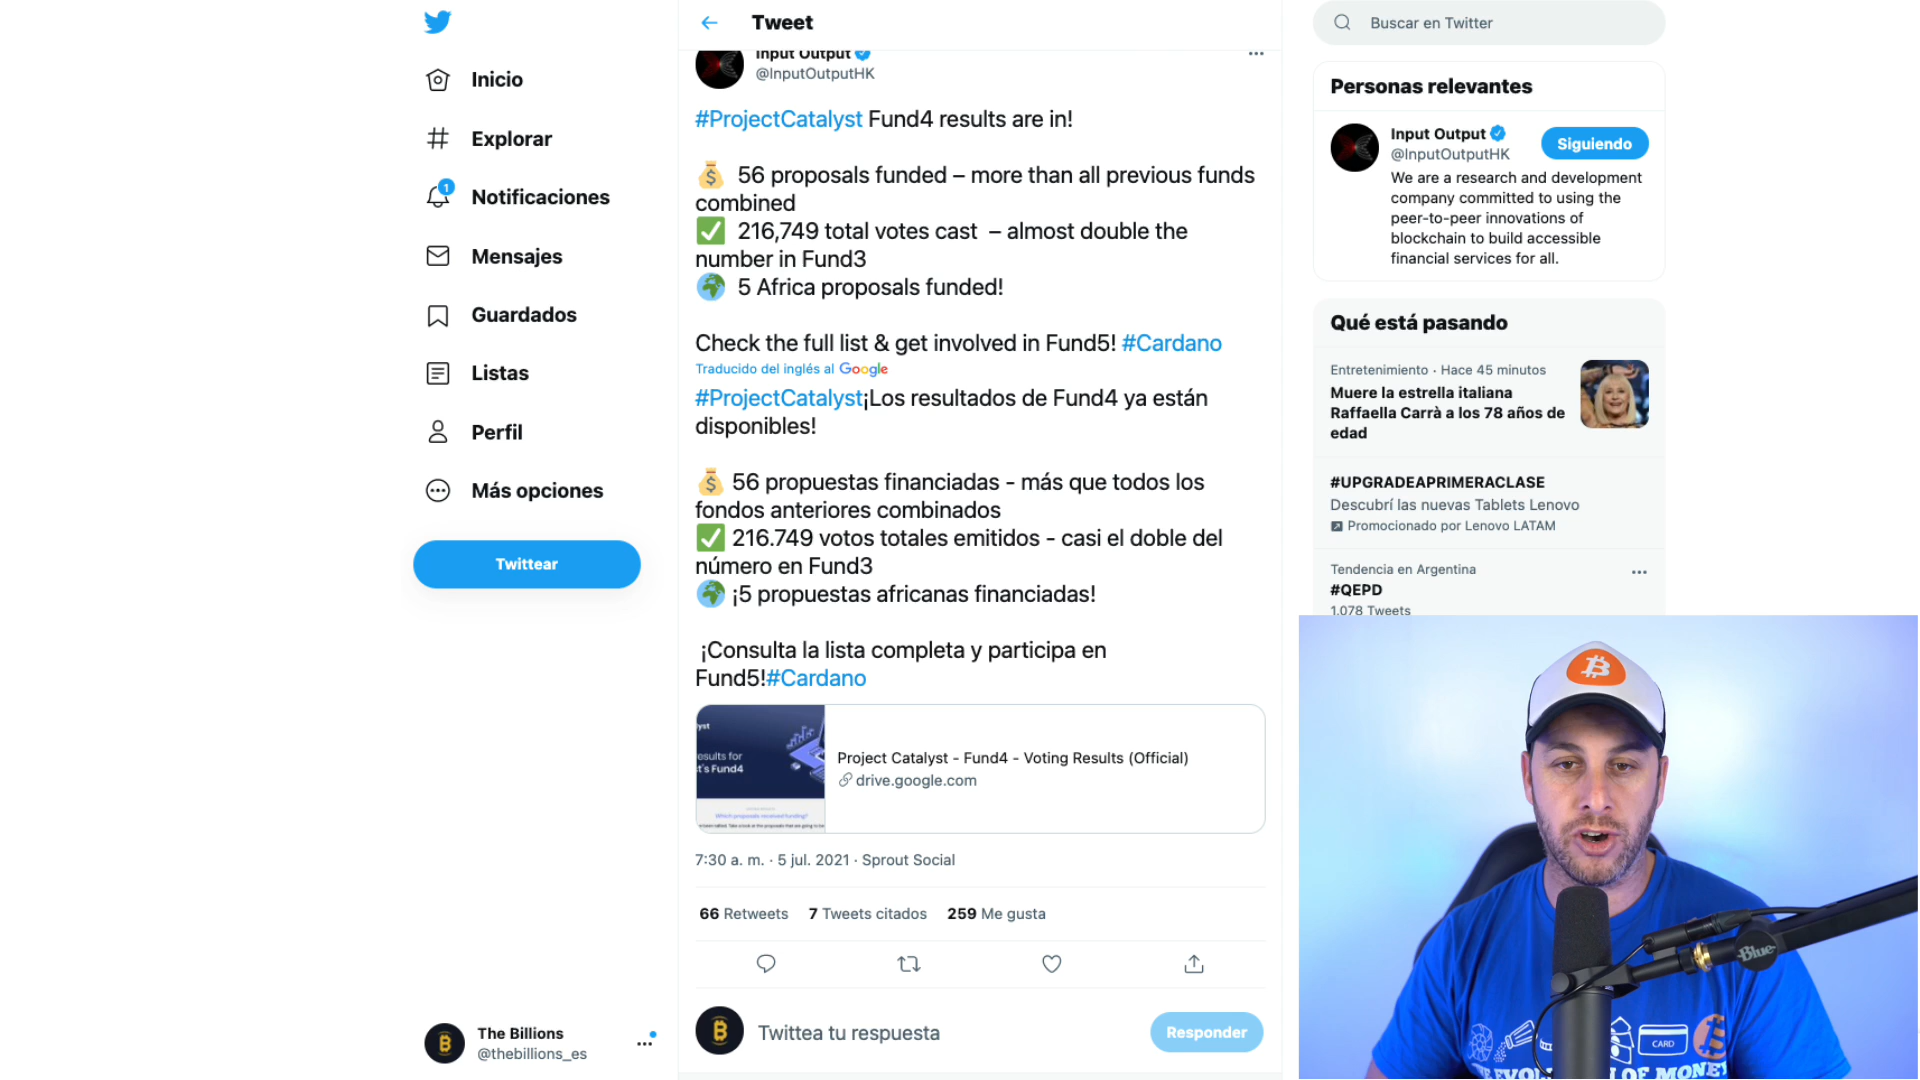 Inicio
Explorar
1
Notificaciones
Mensajes
Guardados
Listas
Perfil
Más opciones
Twittear
The Billions
@thebillions_es
Tweet
Input Output
@InputOutputHK
#ProjectCatalyst Fund4 results are in!
56 proposals funded – more than all previous funds
combined
216,749 total votes cast – almost double the
number in Fund3
5 Africa proposals funded!
Check the full list & get involved in Fund5! #Cardano
Traducido del inglés al Google
#ProjectCatalyst¡Los resultados de Fund4 ya están
disponibles!
56 propuestas financiadas - más que todos los
fondos anteriores combinados
216.749 votos totales emitidos - casi el doble del
número en Fund3
¡5 propuestas africanas financiadas!
¡Consulta la lista completa y participa en
Fund5!#Cardano
Project Catalyst - Fund4 - Voting Results (Official)
drive.google.com
7:30 a. m. · 5 jul. 2021 · Sprout Social
66 Retweets 7 Tweets citados 259 Me gusta
Twittea tu respuesta
Responder
Buscar en Twitter
Personas relevantes
Input Output
@InputOutputHK
Siguiendo
We are a research and development
company committed to using the
peer-to-peer innovations of
blockchain to build accessible
financial services for all.
Qué está pasando
Entretenimiento · Hace 45 minutos
Muere la estrella italiana
Raffaella Carrà a los 78 años de
edad
#UPGRADEAPRIMERACLASE
Descubrí las nuevas Tablets Lenovo
Promocionado por Lenovo LATAM
Tendencia en Argentina
#QEPD
1.078 Tweets
Blue
CARD
OF MONEY